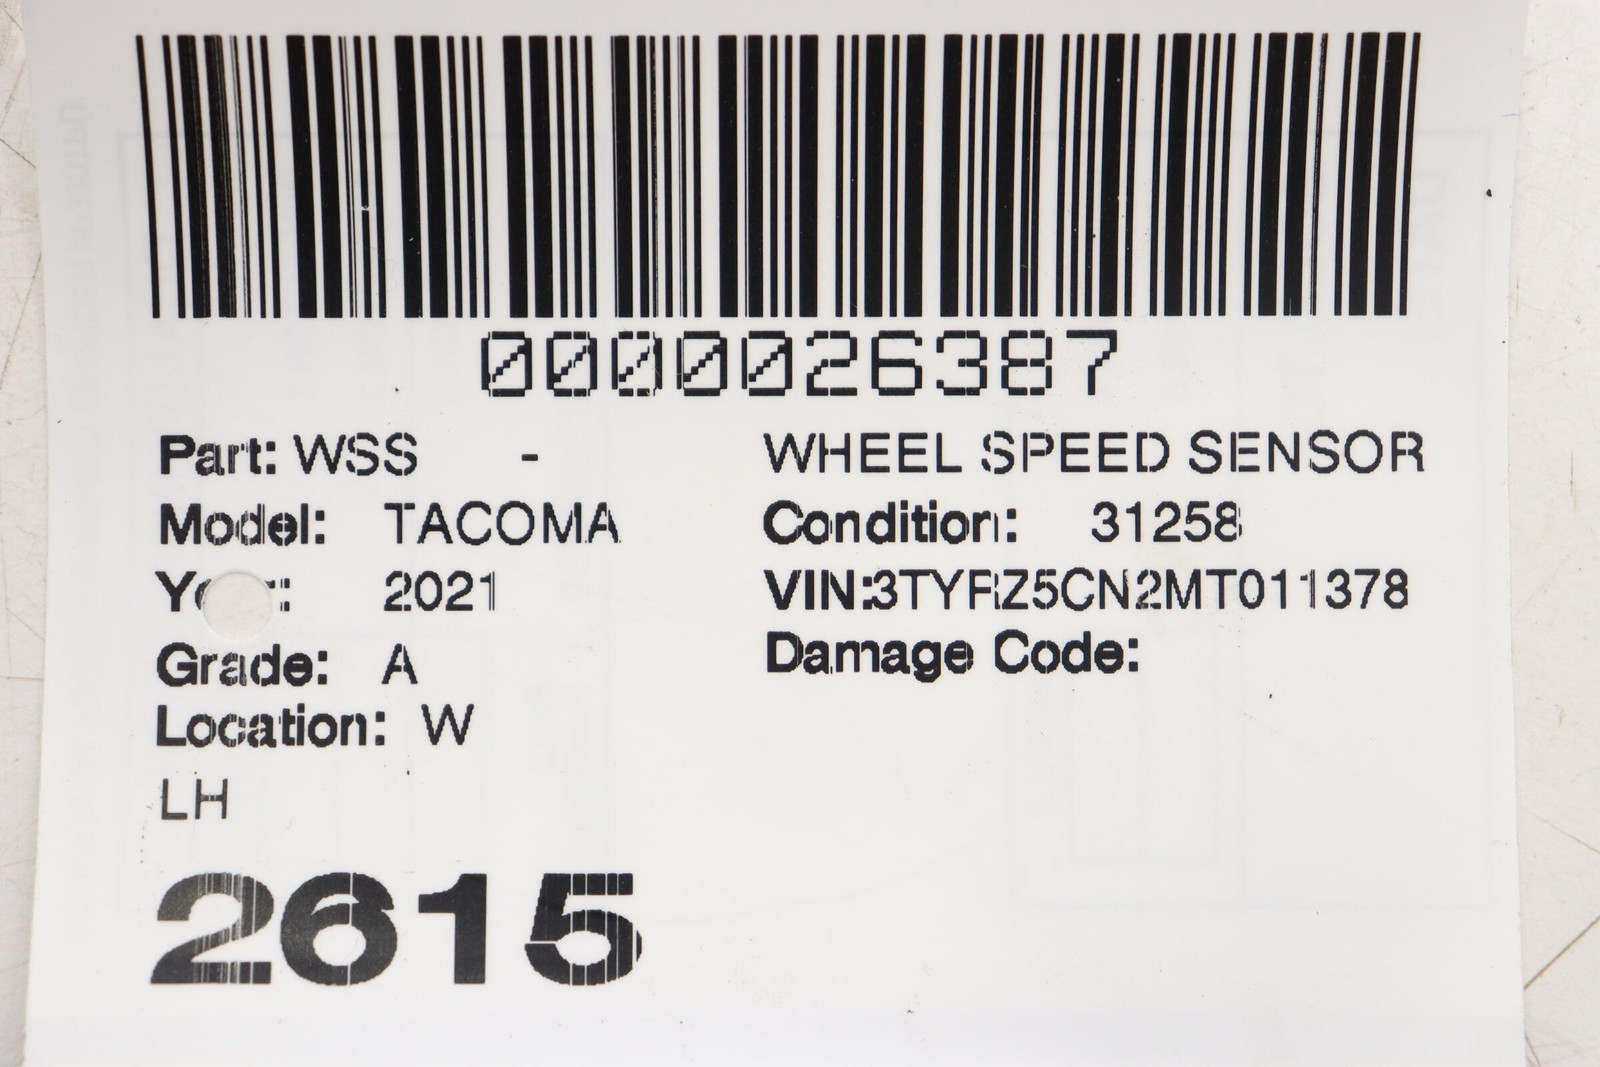 0000026387
Part: WSS - WHEEL SPEED SENSOR
Model: TACOMA Condition: 31258
2021 VIN:3TYRZ5CN2MT011378
Grade: A Damage Code:
Location: W
LH
2615